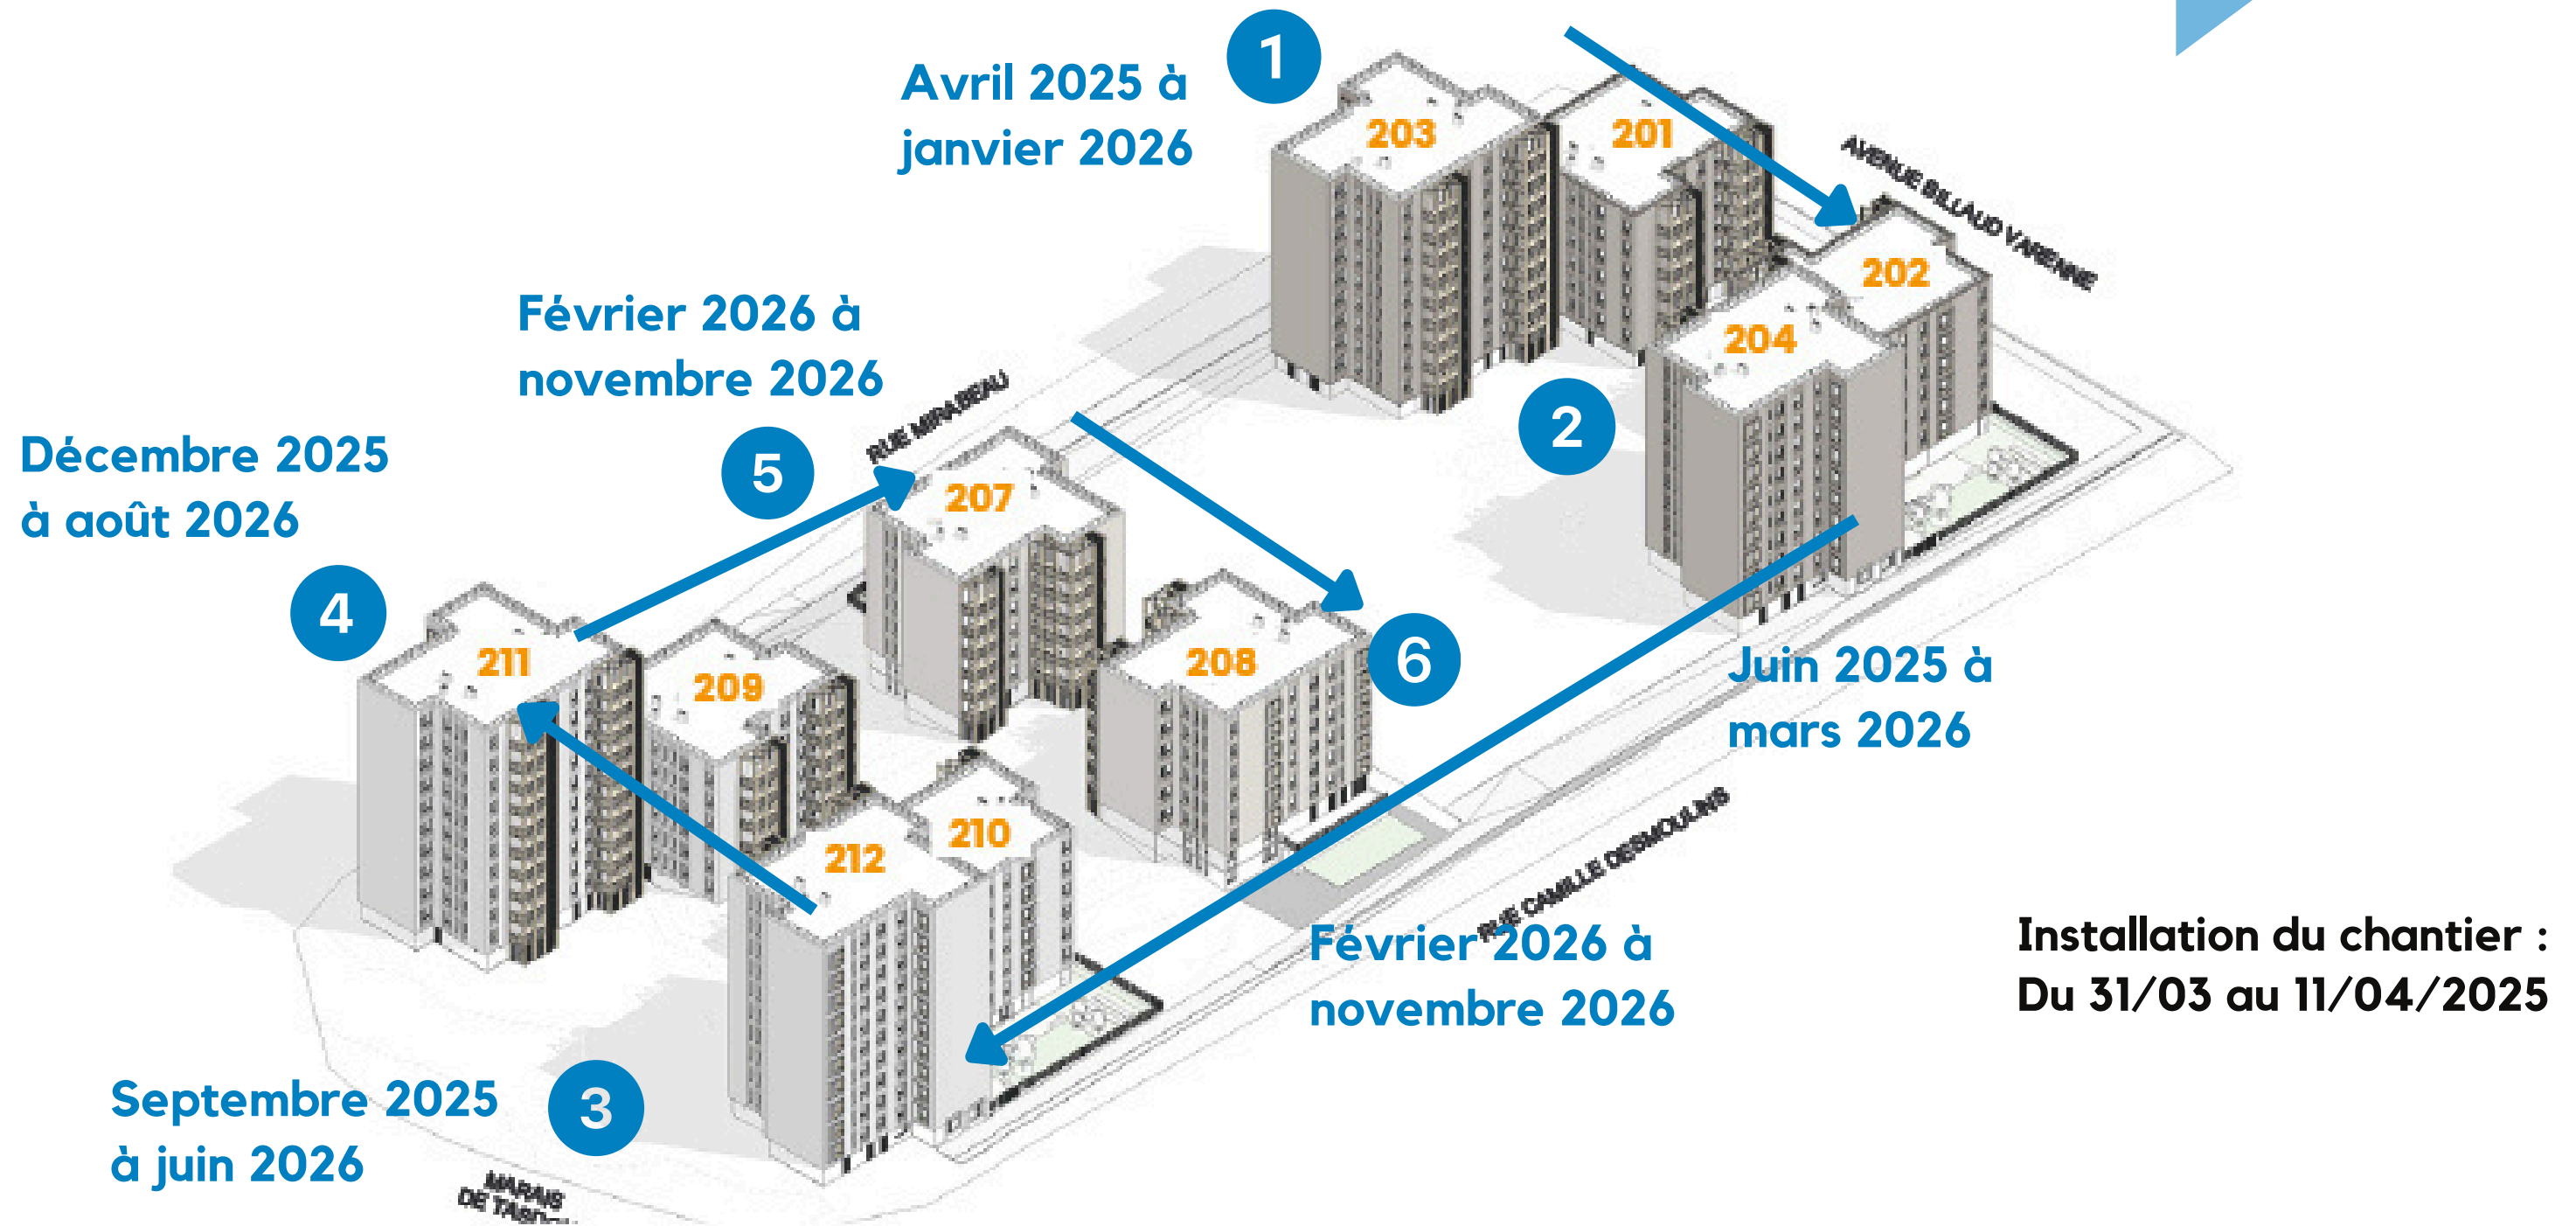 1
Avril 2025 à
janvier 2026
203
201
AVENUE BILLAUD VARENNE
202
204
2
Février 2026 à
novembre 2026
RUE MIRABEAU
5
207
Décembre 2025
à août 2026
4
211
209
208
6
Juin 2025 à
mars 2026
212
210
RUE CAMILLE DESMOULINS
Février 2026 à
novembre 2026
Installation du chantier :
Du 31/03 au 11/04/2025
Septembre 2025
à juin 2026
3
MARAIS
DE